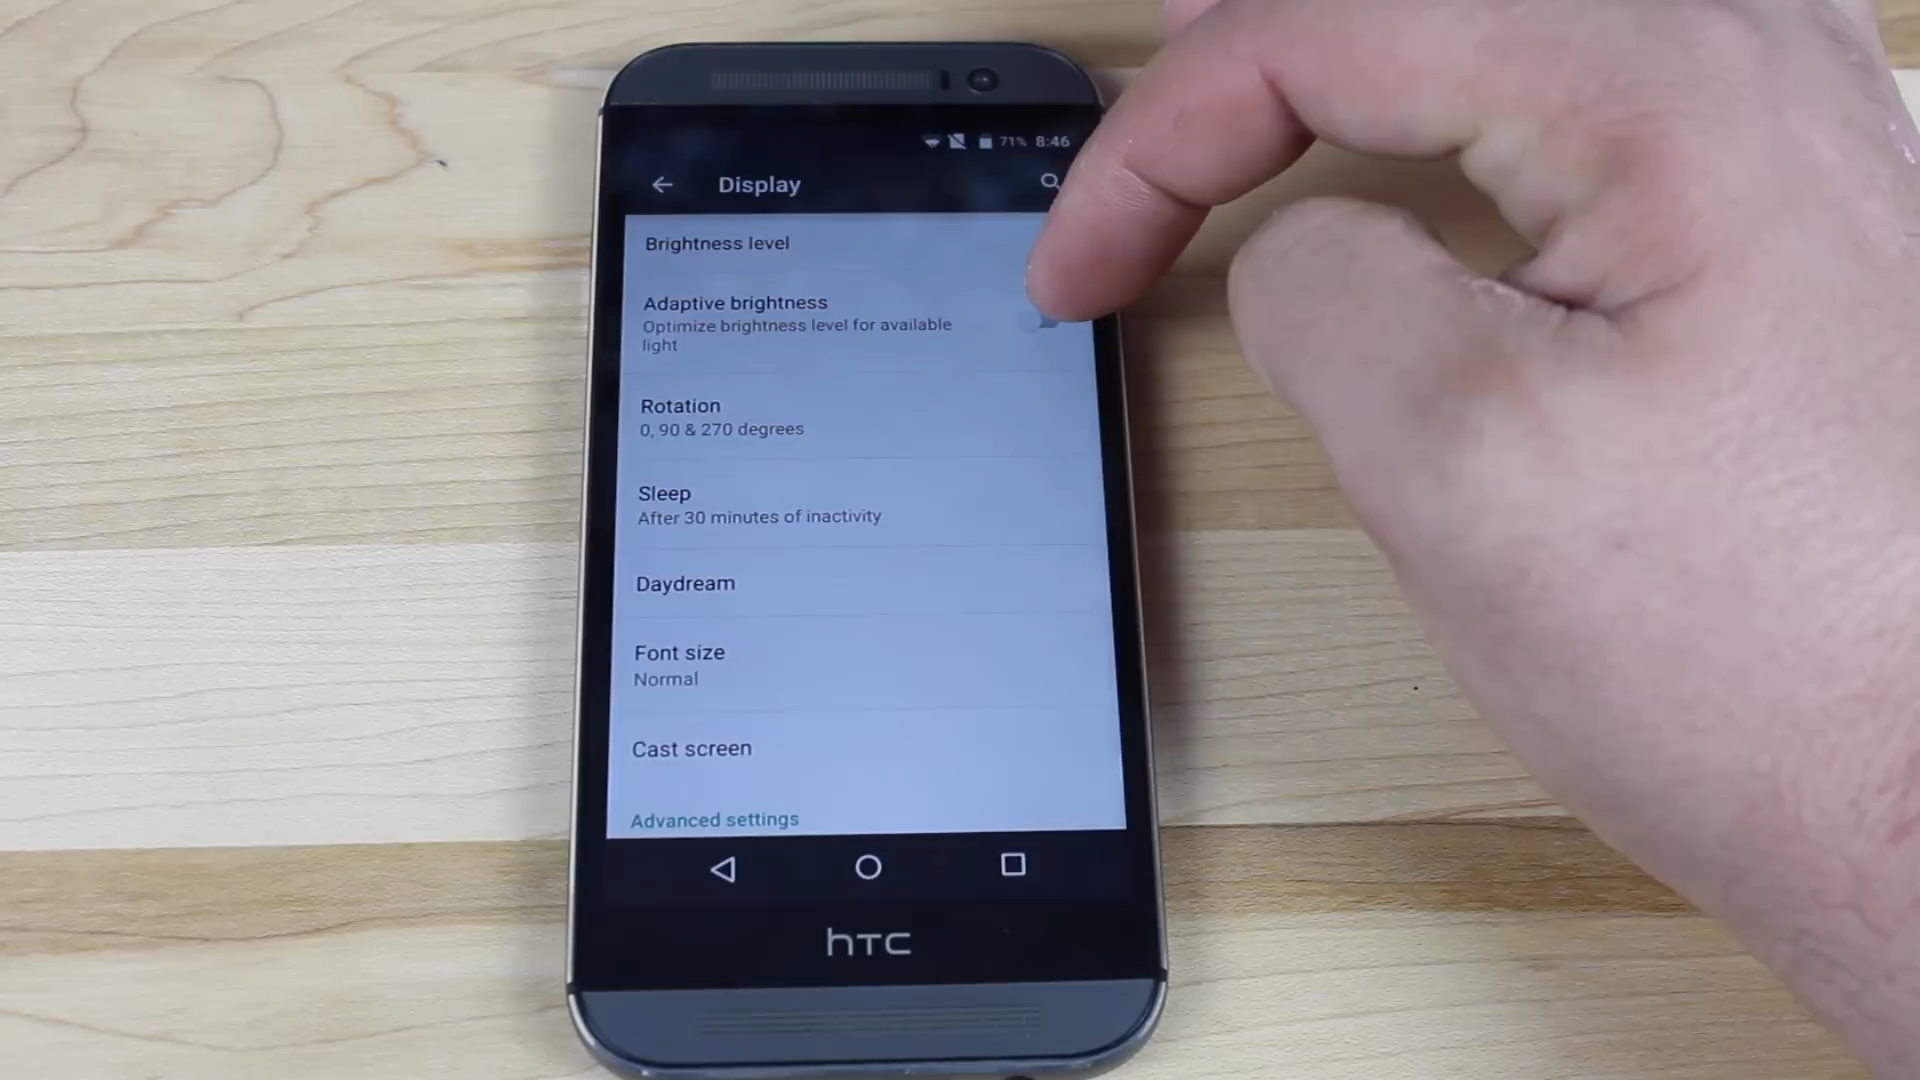 71% 8:46
Display
Brightness level
Adaptive brightness
Optimize brightness level for available
light
Rotation
0, 90 & 270 degrees
Sleep
After 30 minutes of inactivity
Daydream
Font size
Normal
Cast screen
Advanced settings
hTC